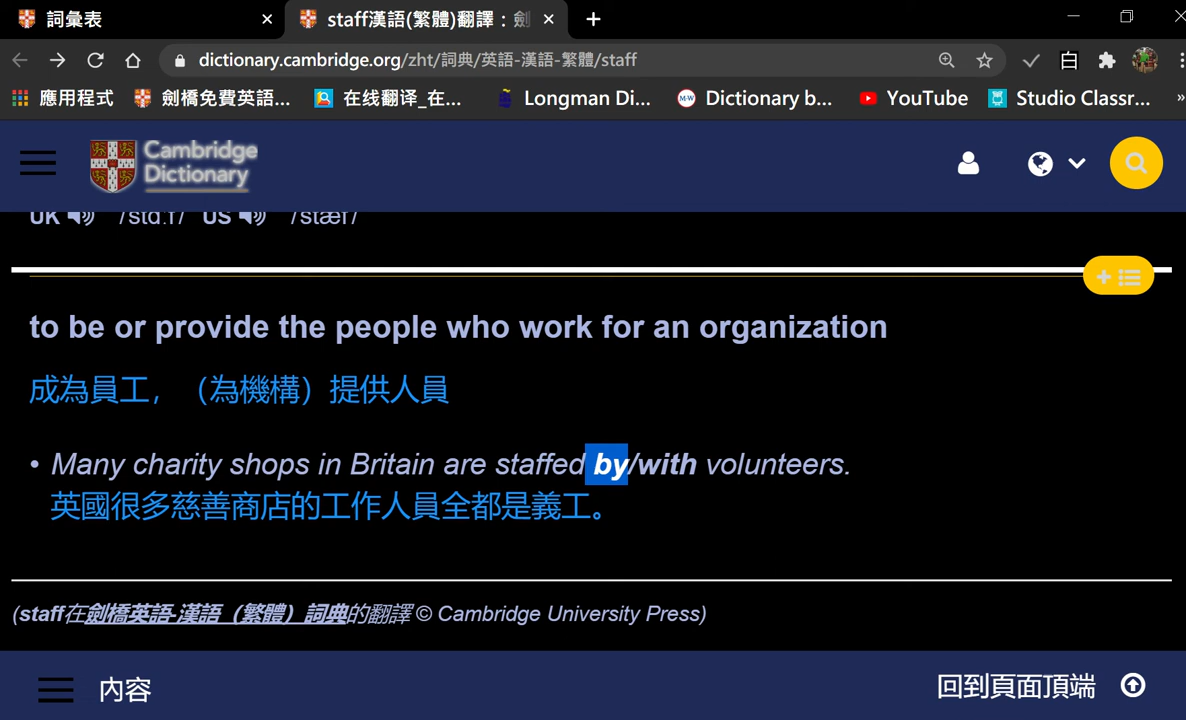 詞彙表
staff漢語(繁體)翻譯：劍
dictionary.cambridge.org/zht/詞典/英語-漢語-繁體/staff
應用程式 劍橋免費英語... 在线翻译_在... Longman Di... Dictionary b... YouTube Studio Classr... »
Cambridge
Dictionary
UK /stɑːf/ US /stæf/
to be or provide the people who work for an organization
成為員工，（為機構）提供人員
• Many charity shops in Britain are staffed by/with volunteers.
英國很多慈善商店的工作人員全都是義工。
(staff在劍橋英語-漢語（繁體）詞典的翻譯 © Cambridge University Press)
內容
回到頁面頂端